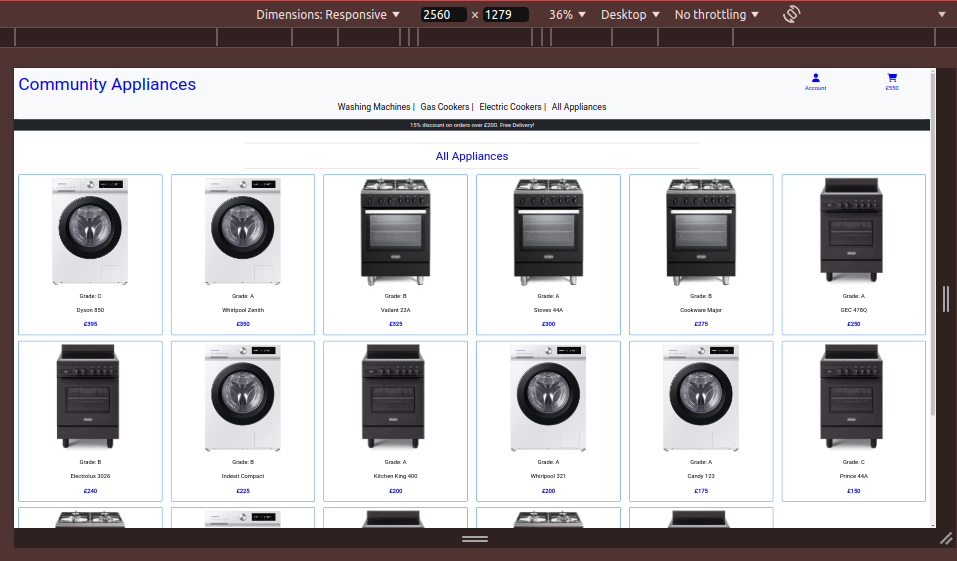 Dimensions: Responsive 2560 × 1279 36% Desktop No throttling
Community Appliances
Account £550
Washing Machines | Gas Cookers | Electric Cookers | All Appliances
15% discount on orders over £200. Free Delivery!
All Appliances
Grade: C Grade: A Grade: B Grade: A Grade: B Grade: A
Dyson 850 Whirlpool Zenith Vailant 23A Stoves 44A Cookware Major GEC 478Q
£395 £350 £325 £300 £275 £250
Grade: B Grade: B Grade: A Grade: A Grade: A Grade: C
Electrolux 3026 Indesit Compact Kitchen King 400 Whirlpool 321 Candy 123 Prince 44A
£240 £225 £200 £200 £175 £150